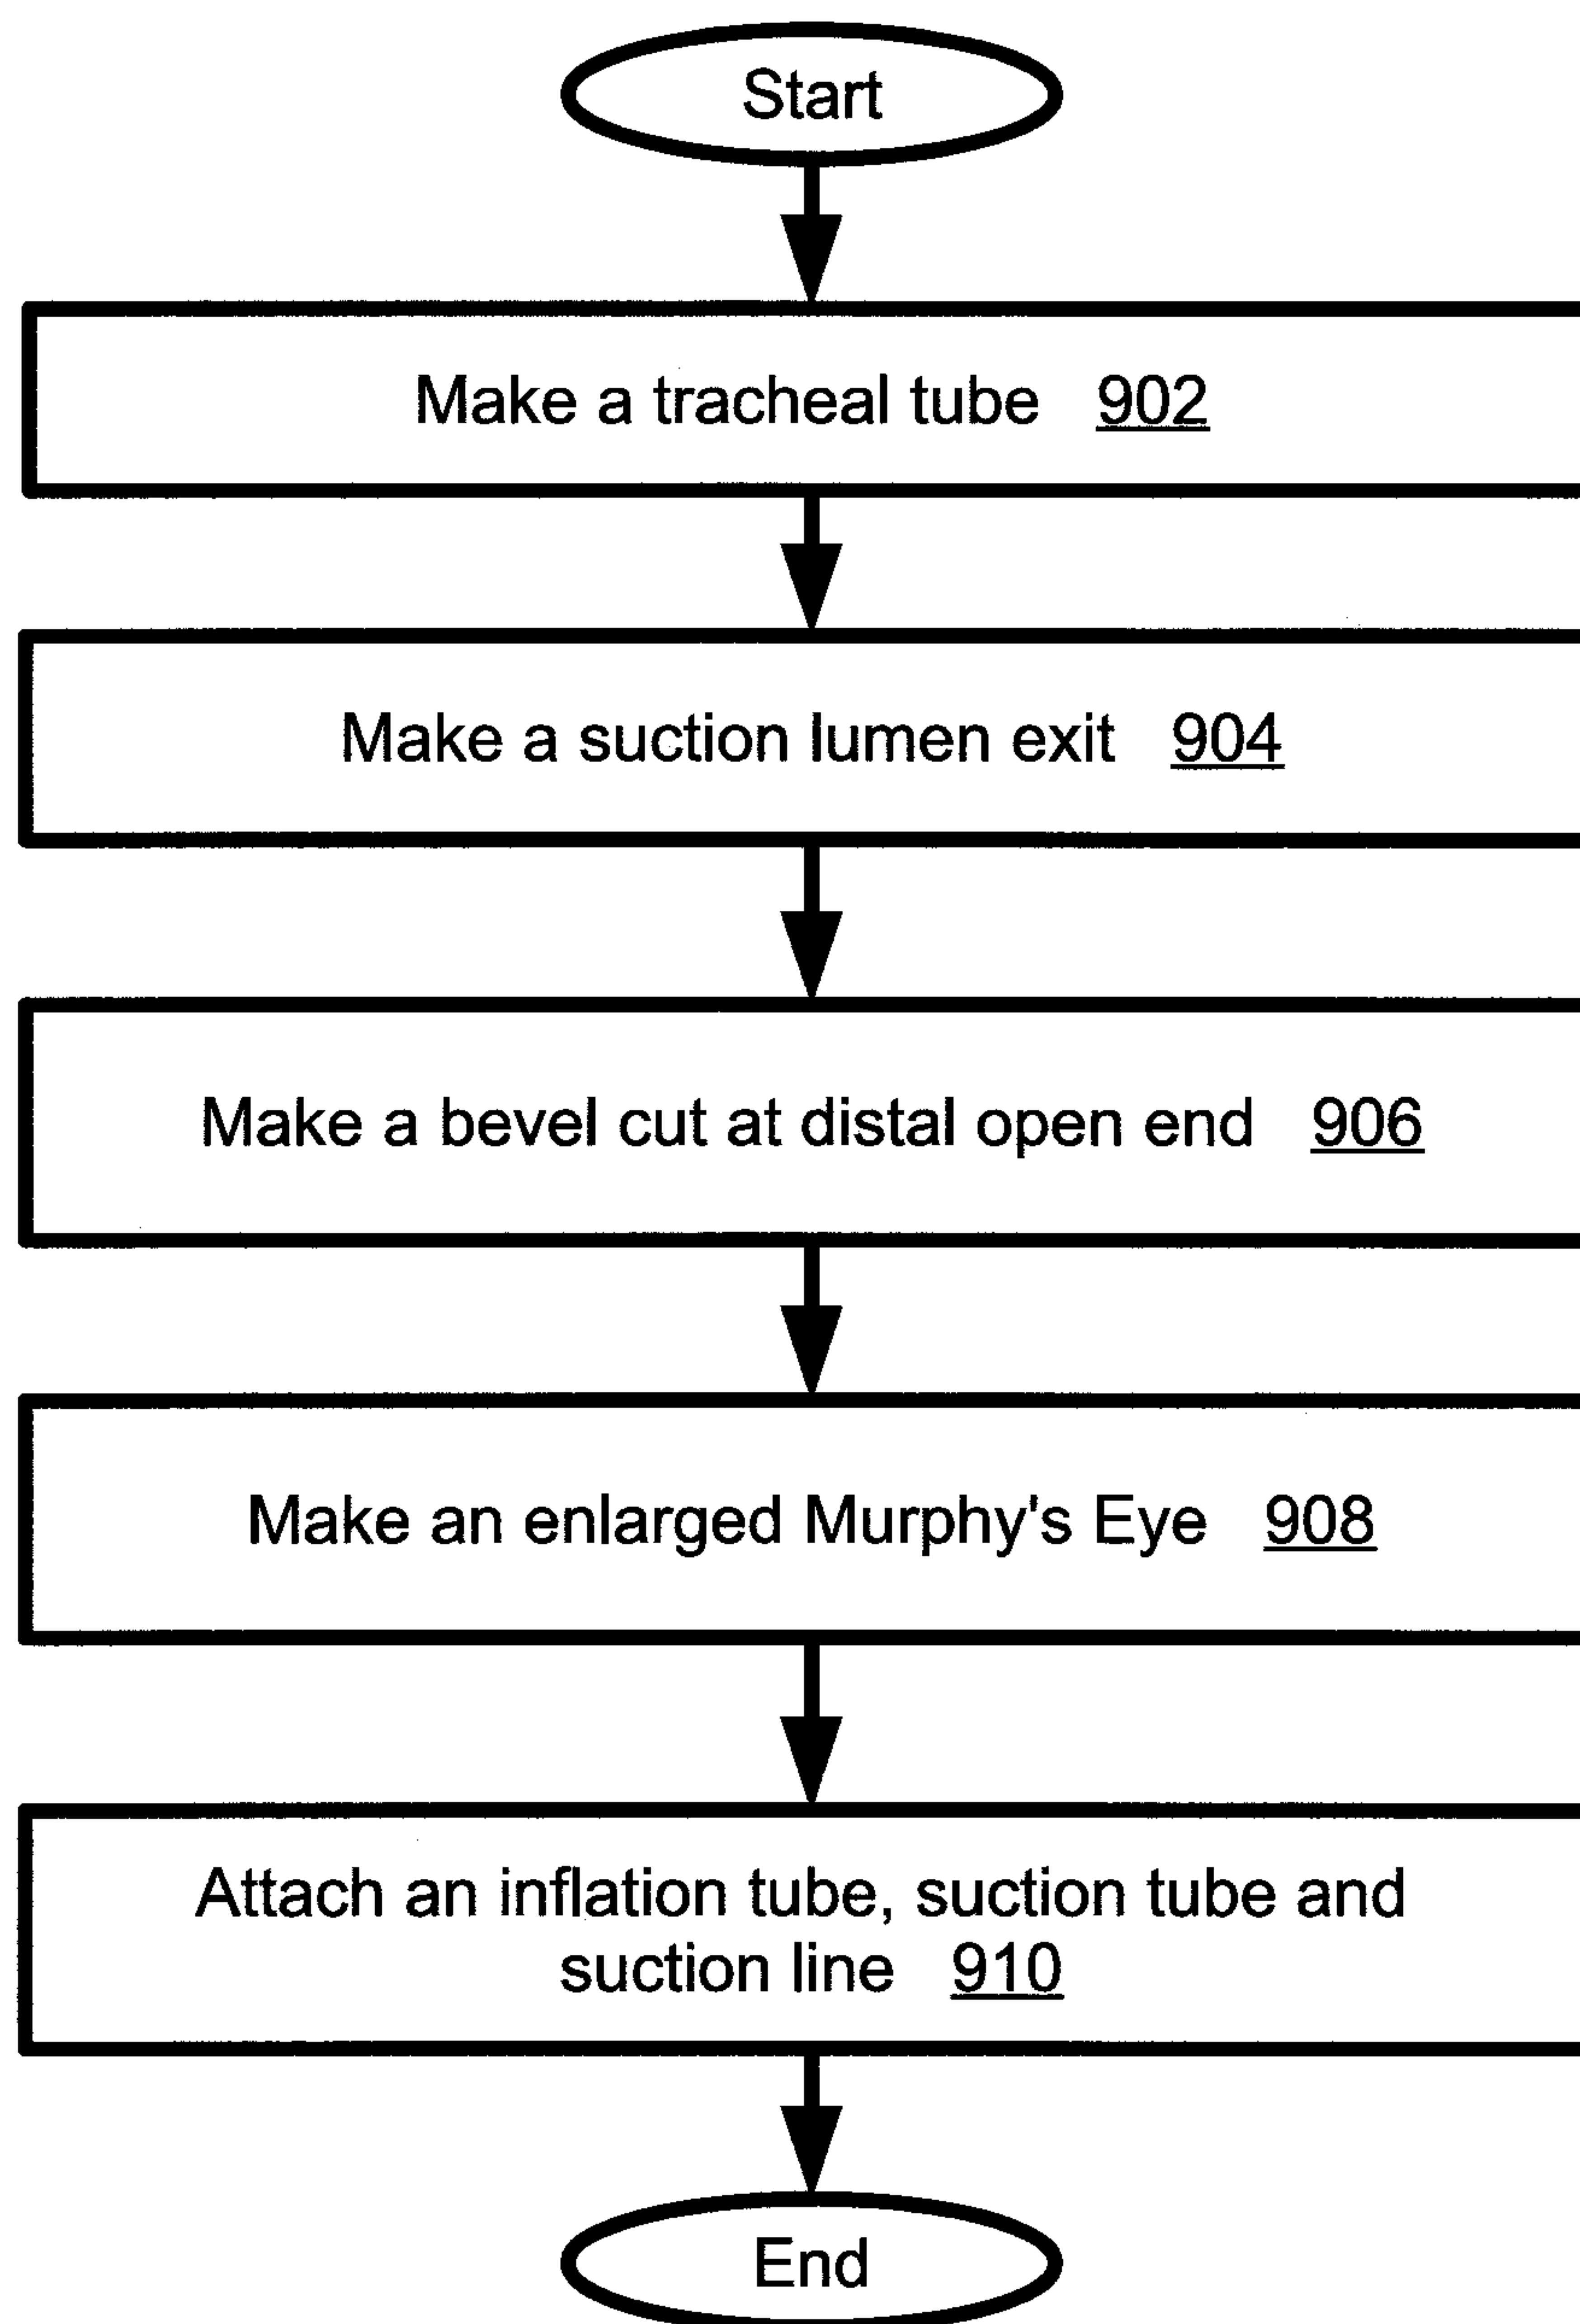 Start
Make a tracheal tube 902
Make a suction lumen exit 904
Make a bevel cut at distal open end 906
Make an enlarged Murphy's Eye 908
Attach an inflation tube, suction tube and
suction line 910
End